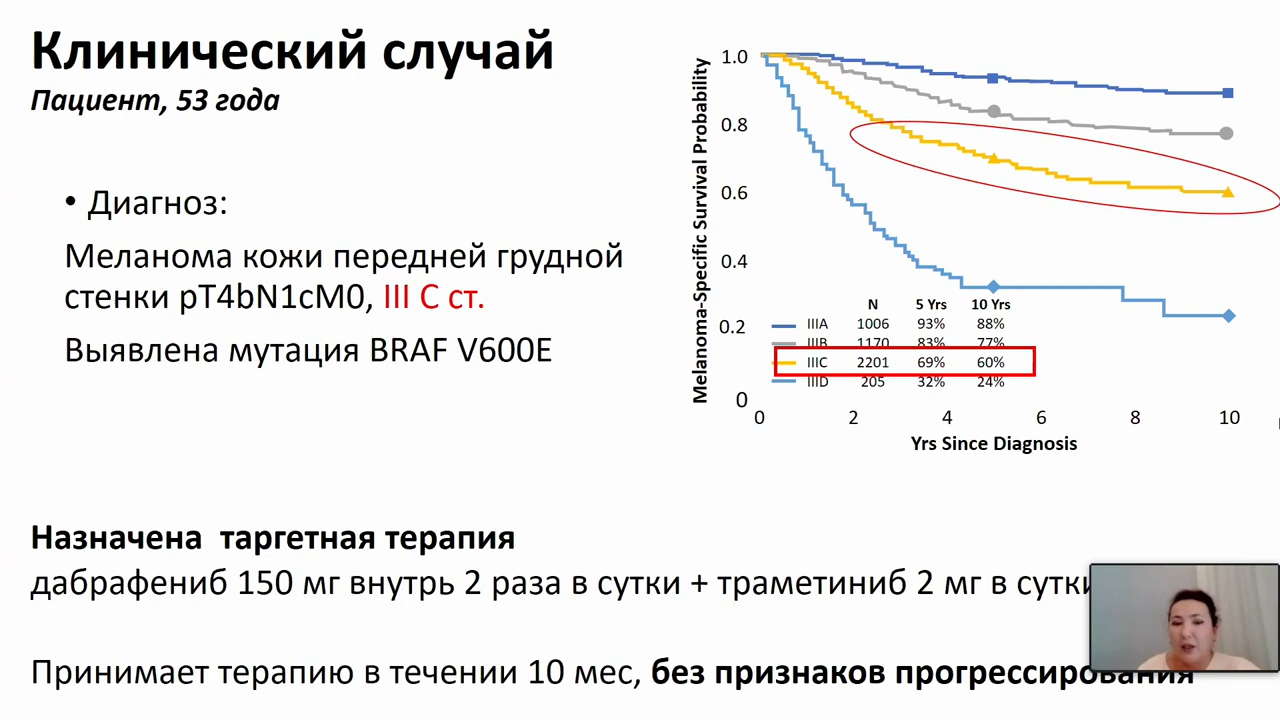 Клинический случай
Пациент, 53 года
• Диагноз:
Меланома кожи передней грудной
стенки pT4bN1cM0, III С ст.
Выявлена мутация BRAF V600E
Melanoma-Specific Survival Probability
1.0
0.8
0.6
0.4
0.2
0
N 5 Yrs 10 Yrs
IIIA 1006 93% 88%
IIIB 1170 83% 77%
IIIC 2201 69% 60%
IIID 205 32% 24%
0 2 4 6 8 10
Yrs Since Diagnosis
Назначена таргетная терапия
дабрафениб 150 мг внутрь 2 раза в сутки + траметиниб 2 мг в сутки
Принимает терапию в течении 10 мес, без признаков прогрессирования